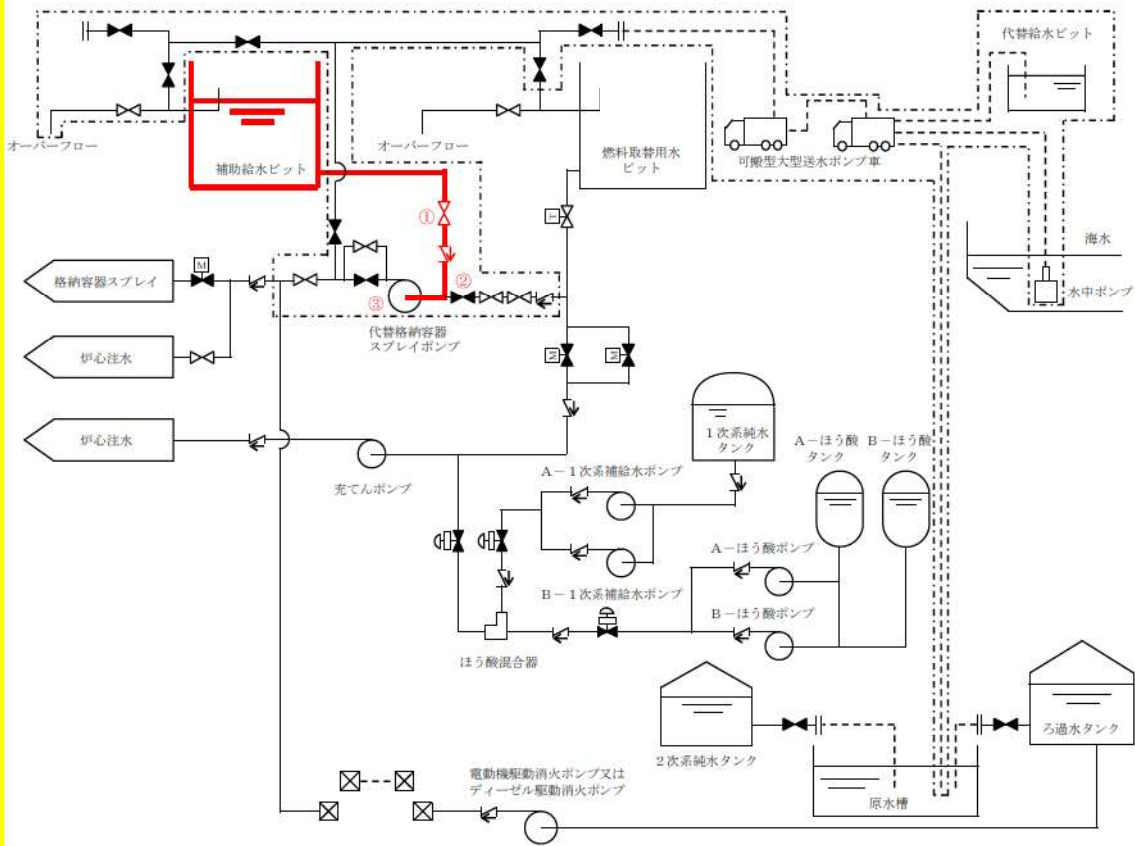 代替給水ピット
オーバーフロー
補助給水ピット
オーバーフロー
燃料取替用水
ピット
可搬型大型送水ポンプ車
①
T
海水
水中ポンプ
M
格納容器スプレイ
②
③
代替格納容器
スプレイポンプ
炉心注水
M
M
炉心注水
充てんポンプ
1次系純水
タンク
A-ほう酸
タンク
B-ほう酸
タンク
A-1次系補給水ポンプ
B-1次系補給水ポンプ
A-ほう酸ポンプ
B-ほう酸ポンプ
ほう酸混合器
2次系純水タンク
ろ過水タンク
原水槽
電動機駆動消火ポンプ又は
ディーゼル駆動消火ポンプ